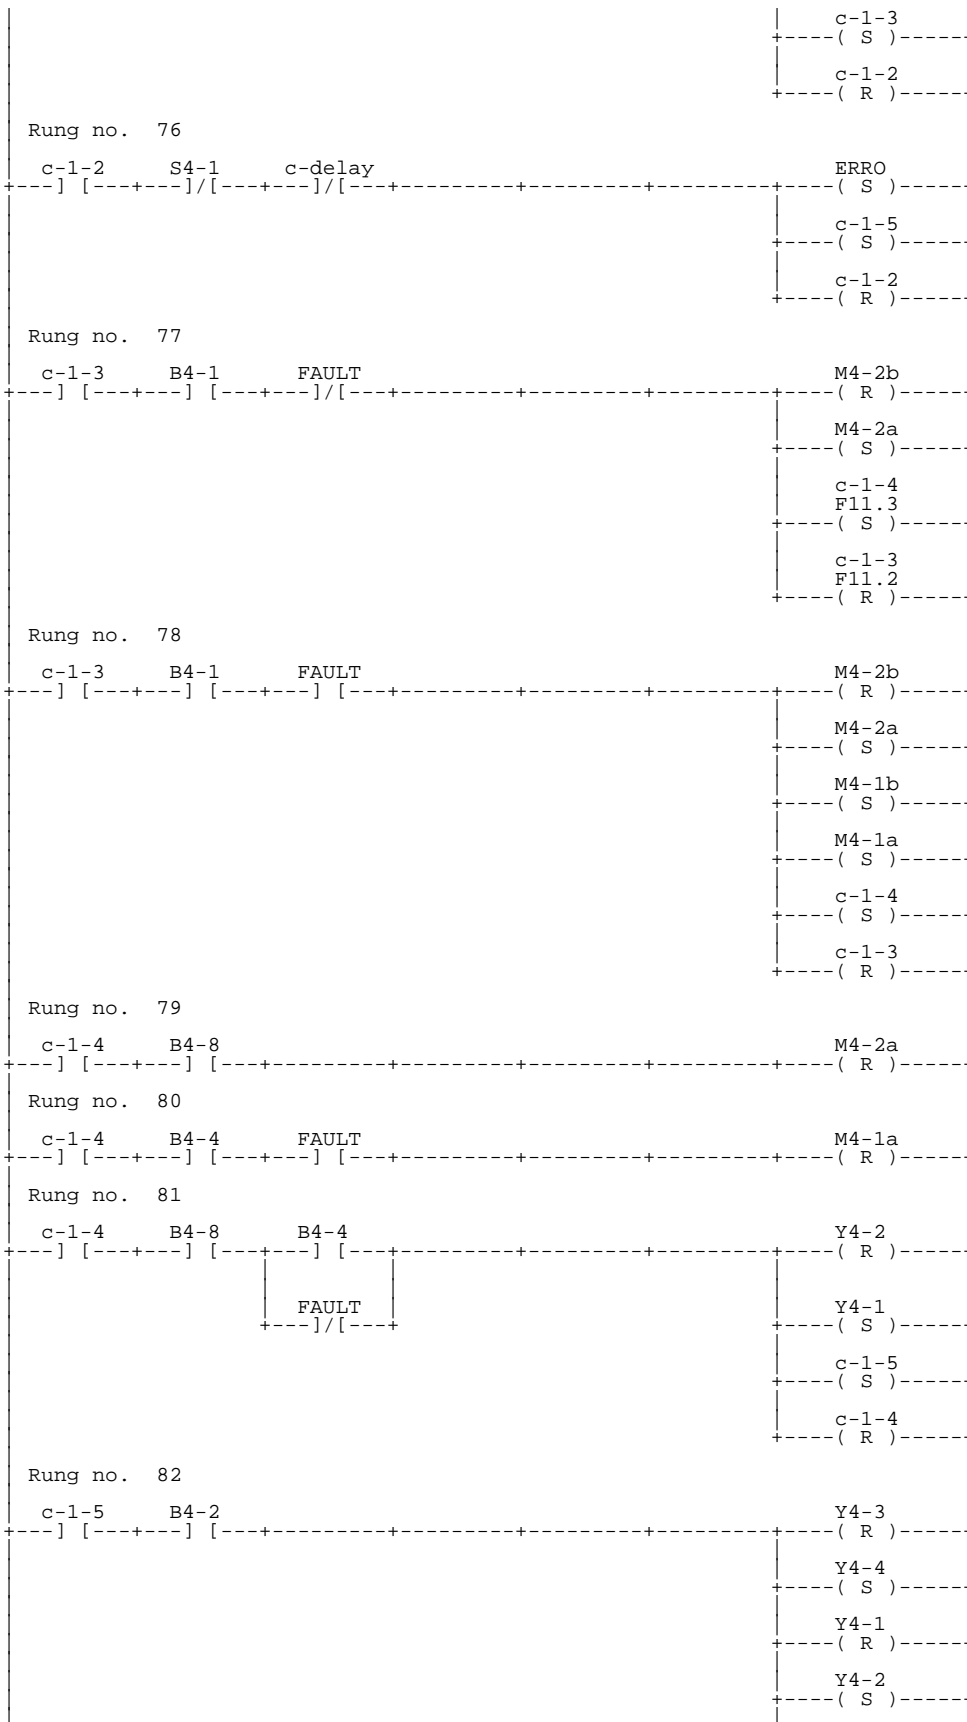 c-1-3
( S )
c-1-2
( R )
Rung no. 76
c-1-2 S4-1 c-delay ERRO
] [ ]/[ ]/[ ( S )
c-1-5
( S )
c-1-2
( R )
Rung no. 77
c-1-3 B4-1 FAULT M4-2b
] [ ] [ ]/[ ( R )
M4-2a
( S )
c-1-4
F11.3
( S )
c-1-3
F11.2
( R )
Rung no. 78
c-1-3 B4-1 FAULT M4-2b
] [ ] [ ] [ ( R )
M4-2a
( S )
M4-1b
( S )
M4-1a
( S )
c-1-4
( S )
c-1-3
( R )
Rung no. 79
c-1-4 B4-8 M4-2a
] [ ] [ ( R )
Rung no. 80
c-1-4 B4-4 FAULT M4-1a
] [ ] [ ] [ ( R )
Rung no. 81
c-1-4 B4-8 B4-4 Y4-2
] [ ] [ ] [ ( R )
FAULT Y4-1
]/[ ( S )
c-1-5
( S )
c-1-4
( R )
Rung no. 82
c-1-5 B4-2 Y4-3
] [ ] [ ( R )
Y4-4
( S )
Y4-1
( R )
Y4-2
( S )